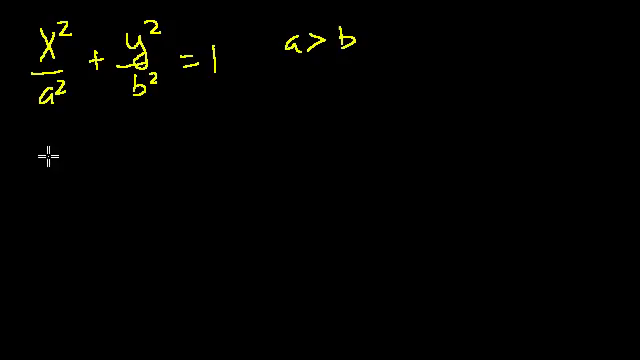 x²/a² + y²/b² = 1    a > b